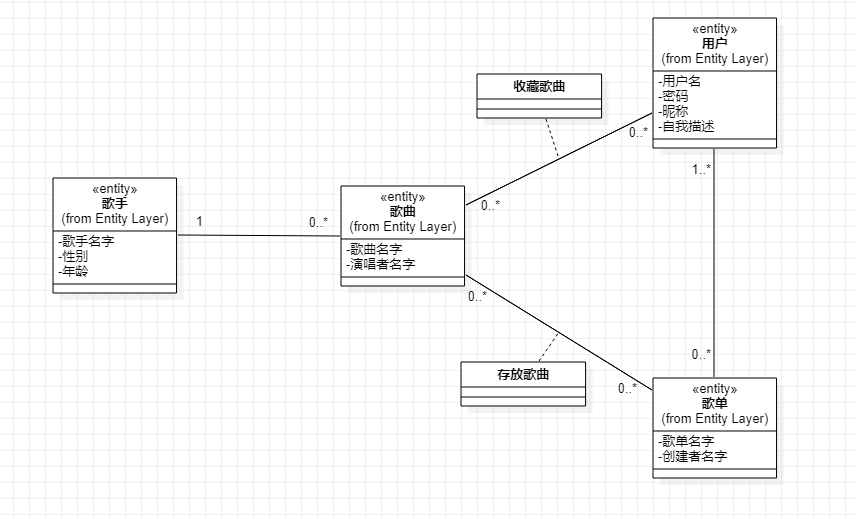 «entity»
用户
(from Entity Layer)
-用户名
-密码
-昵称
-自我描述
收藏歌曲
0..*
1..*
«entity»
歌手
(from Entity Layer)
-歌手名字
-性别
-年龄
1
0..*
«entity»
歌曲
(from Entity Layer)
-歌曲名字
-演唱者名字
0..*
0..*
存放歌曲
0..*
0..*
«entity»
歌单
(from Entity Layer)
-歌单名字
-创建者名字